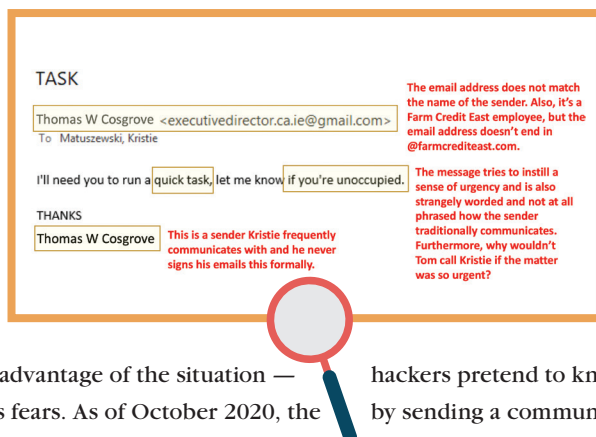 TASK
The email address does not match
the name of the sender. Also, it's a
Farm Credit East employee, but the
email address doesn't end in
@farmcrediteast.com.
Thomas W Cosgrove <executivedirector.ca.ie@gmail.com>
To Matuszewski, Kristie
I'll need you to run a quick task, let me know if you're unoccupied.
The message tries to instill a
sense of urgency and is also
strangely worded and not at all
phrased how the sender
traditionally communicates.
Furthermore, why wouldn't
Tom call Kristie if the matter
was so urgent?
THANKS
Thomas W Cosgrove
This is a sender Kristie frequently
communicates with and he never
signs his emails this formally.
advantage of the situation —
fears. As of October 2020, the
hackers pretend to
by sending a